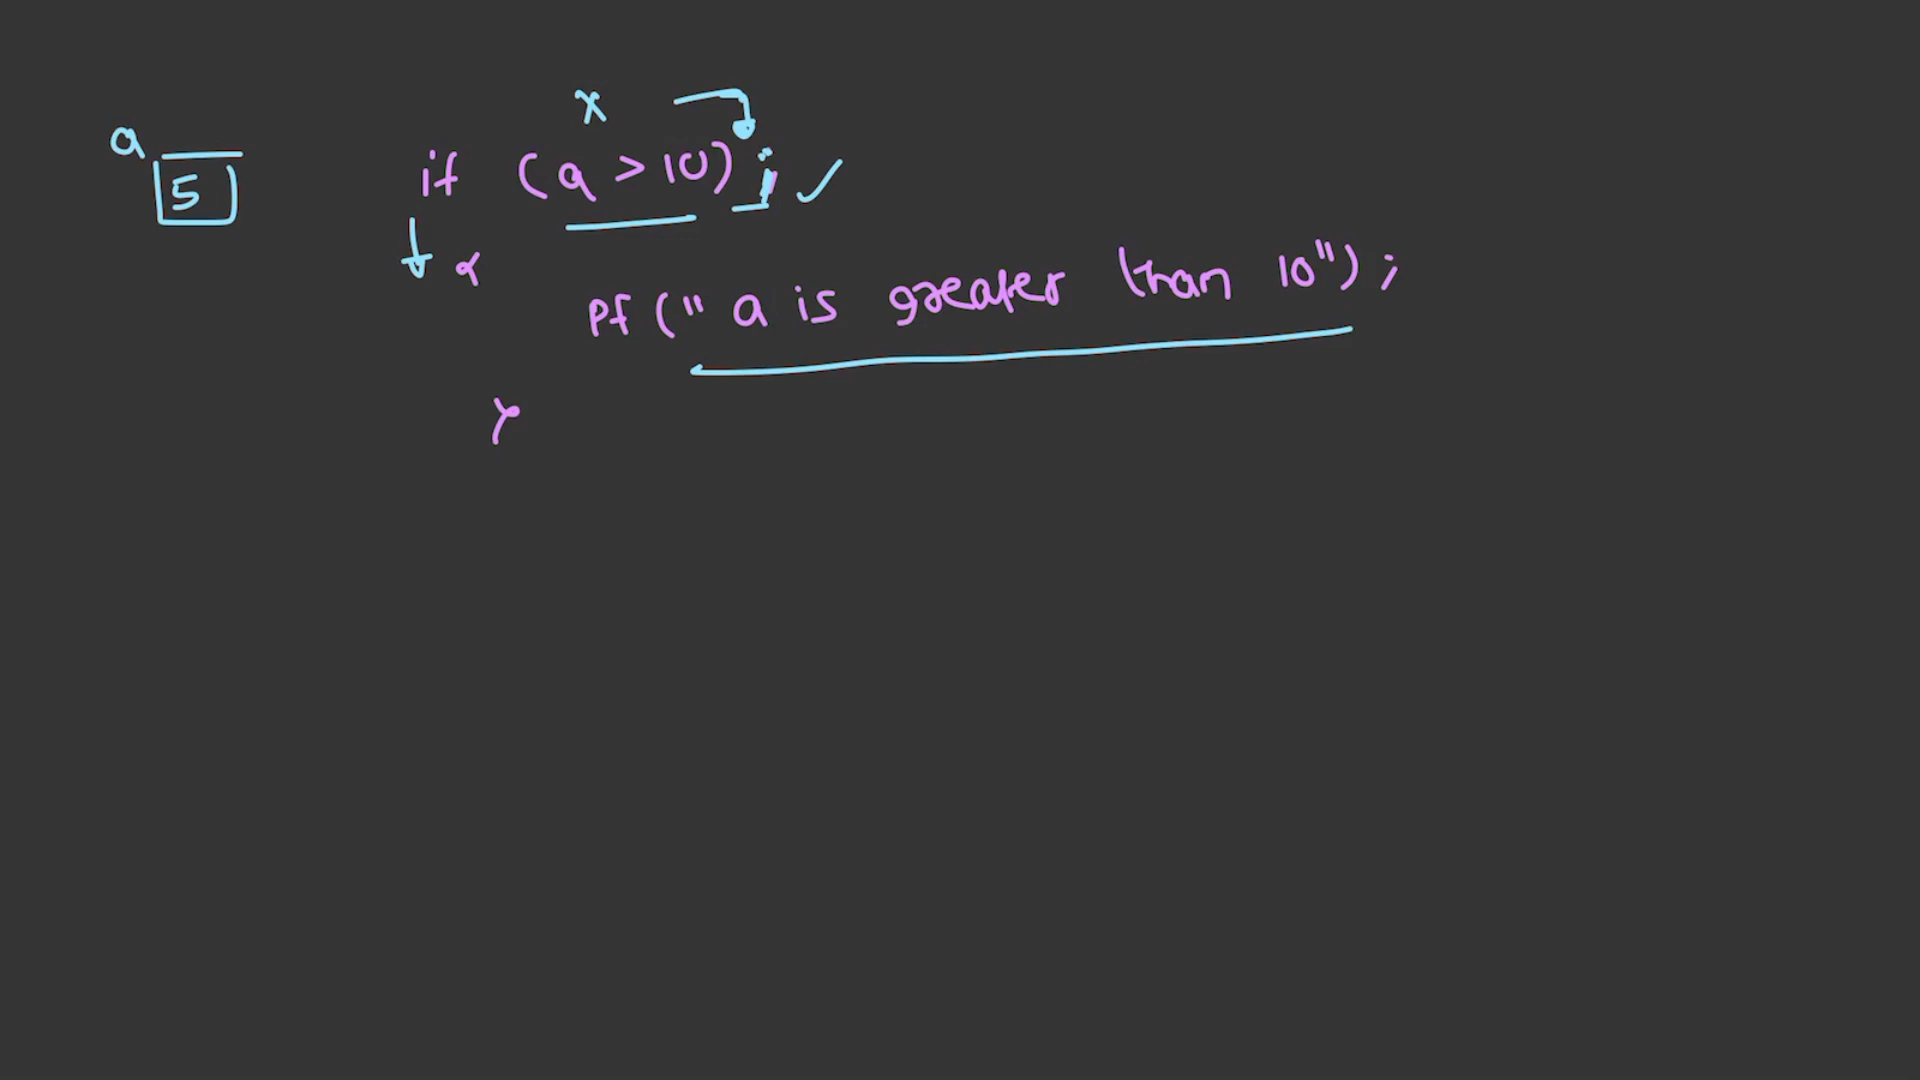 a
5
x
if (a > 10);
{
pf (" a is greater than 10");
}